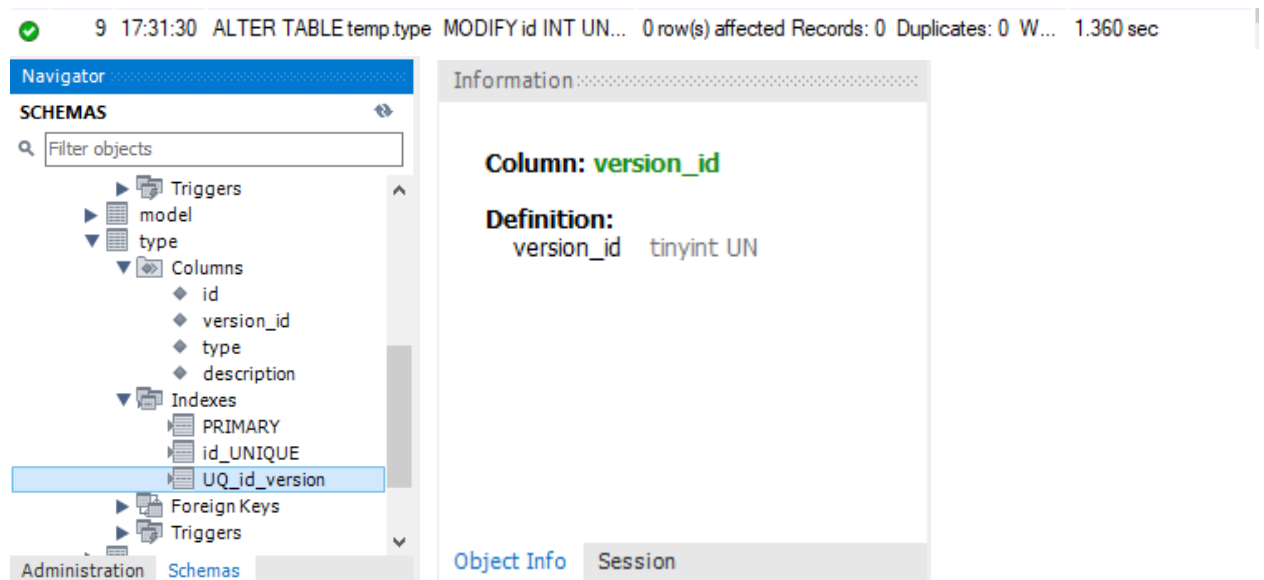 9 17:31:30 ALTER TABLE temp.type MODIFY id INT UN... 0 row(s) affected Records: 0 Duplicates: 0 W... 1.360 sec
Navigator
SCHEMAS
Filter objects
Triggers
model
type
Columns
id
version_id
type
description
Indexes
PRIMARY
id_UNIQUE
UQ_id_version
Foreign Keys
Triggers
Administration Schemas
Information
Column: version_id
Definition:
version_id tinyint UN
Object Info Session